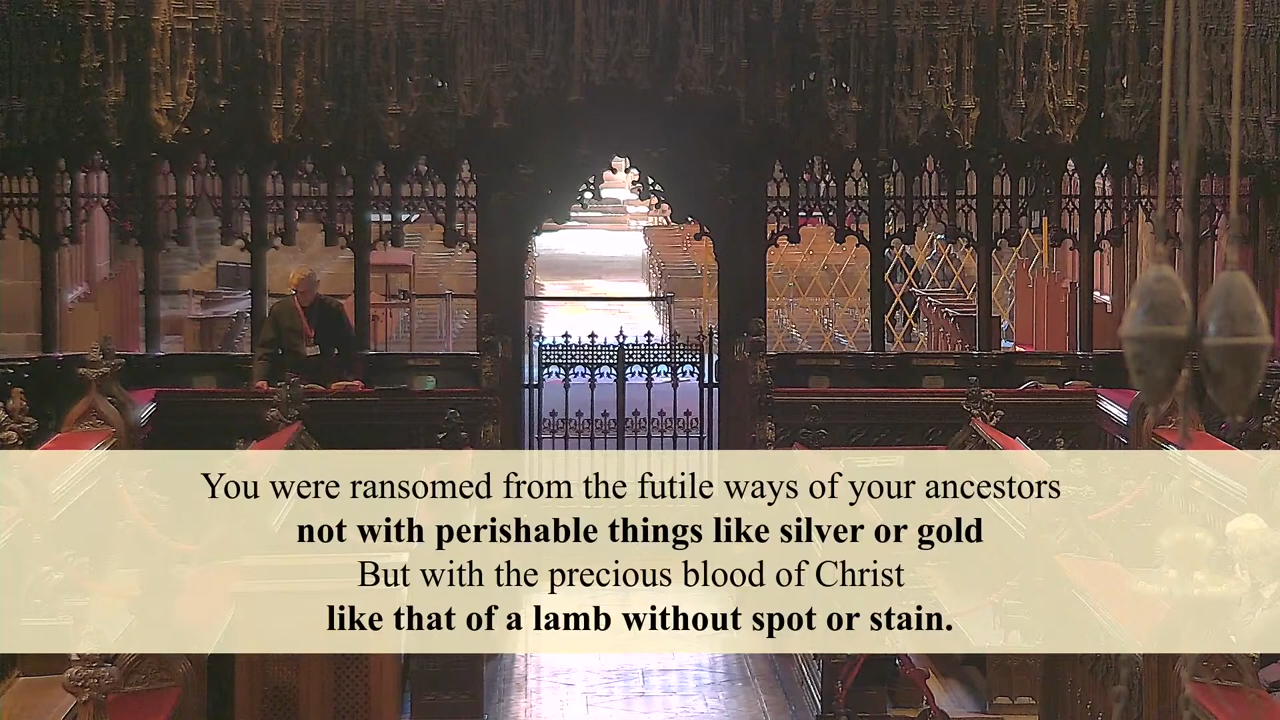 You were ransomed from the futile ways of your ancestors
not with perishable things like silver or gold
But with the precious blood of Christ
like that of a lamb without spot or stain.